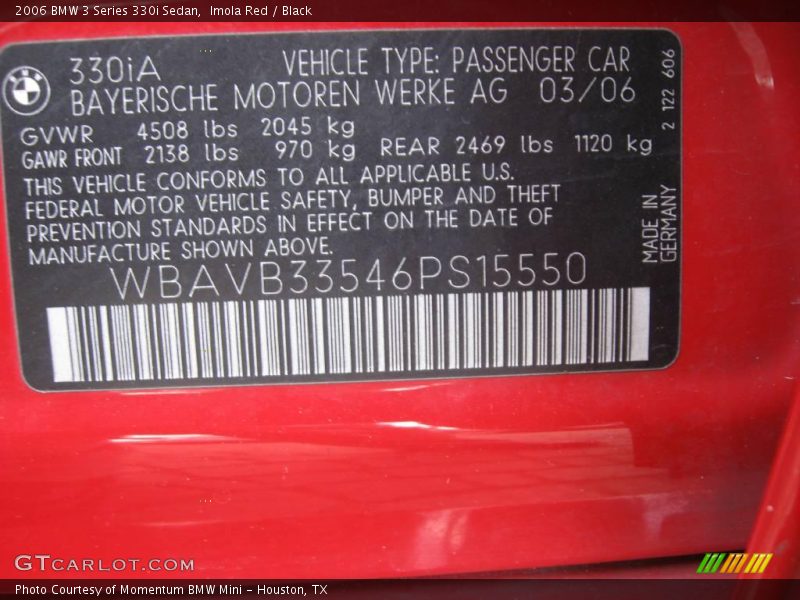 2006 BMW 3 Series 330i Sedan, Imola Red / Black
330iA VEHICLE TYPE: PASSENGER CAR
BAYERISCHE MOTOREN WERKE AG 03/06
GVWR 4508 lbs 2045 kg
GAWR FRONT 2138 lbs 970 kg REAR 2469 lbs 1120 kg
THIS VEHICLE CONFORMS TO ALL APPLICABLE U.S.
FEDERAL MOTOR VEHICLE SAFETY, BUMPER AND THEFT
PREVENTION STANDARDS IN EFFECT ON THE DATE OF
MANUFACTURE SHOWN ABOVE.
WBAVB33546PS15550
2 122 606
MADE IN
GERMANY
GTCARLOT.COM
Photo Courtesy of Momentum BMW Mini - Houston, TX